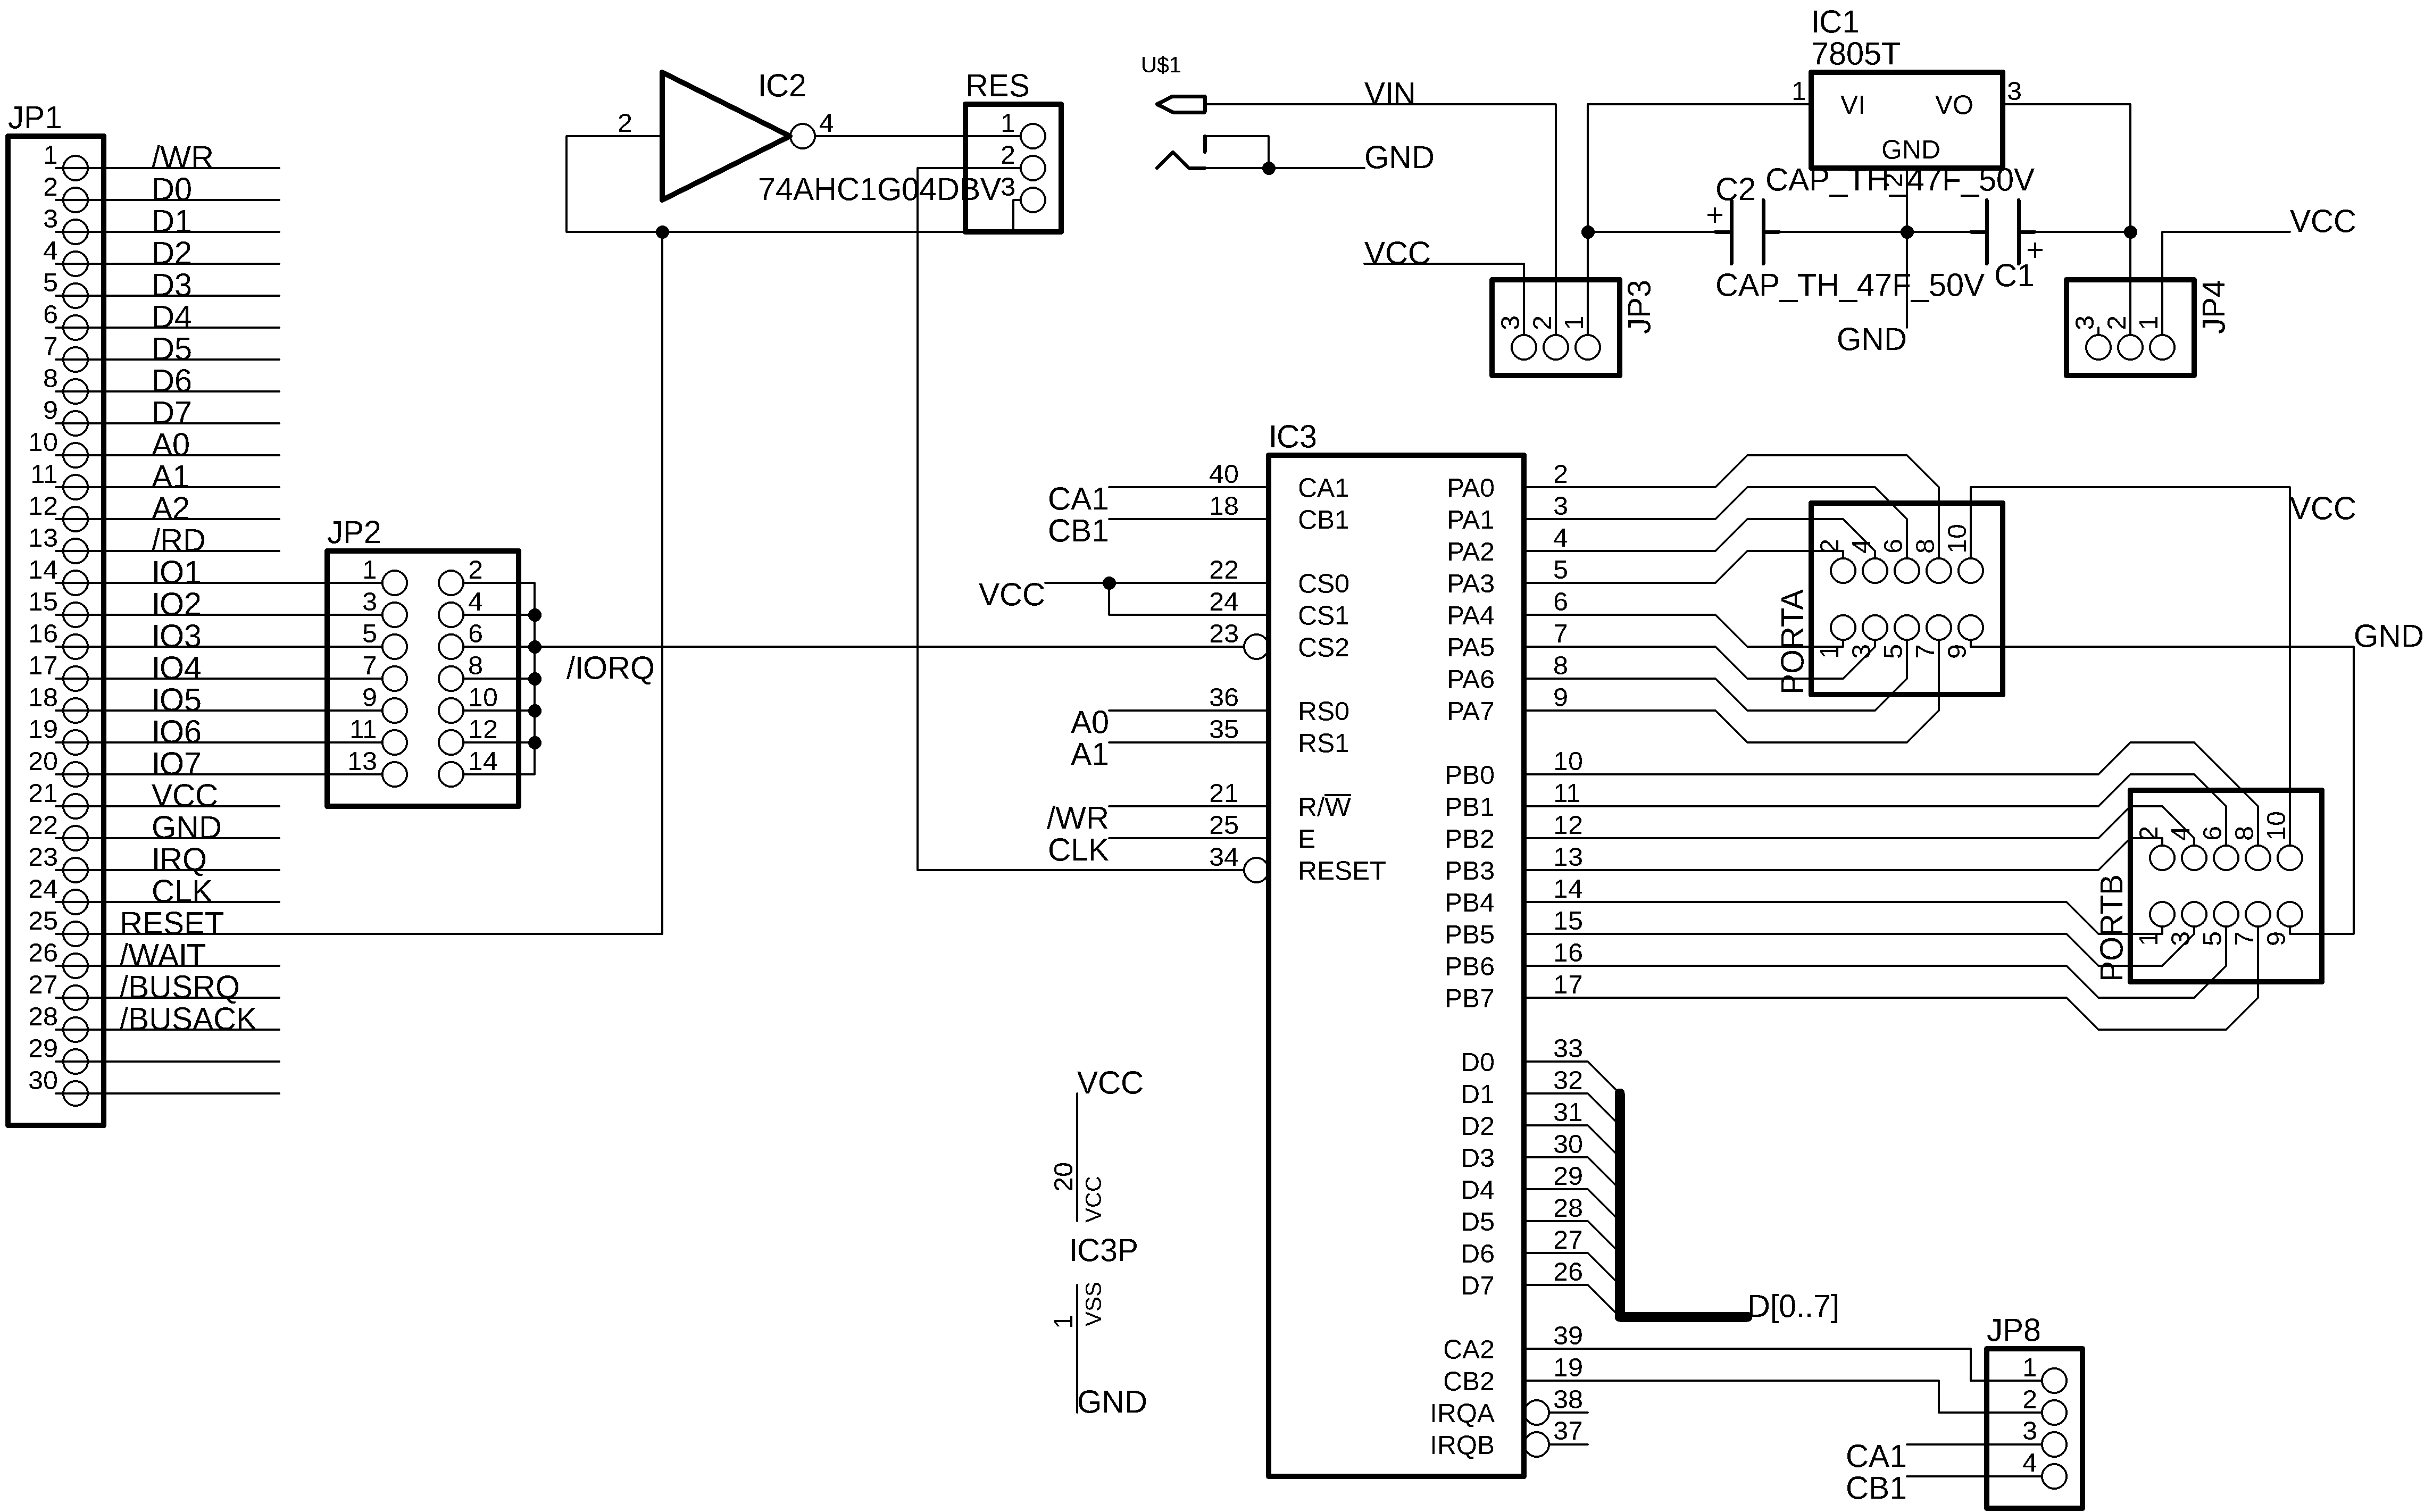 JP1
1 /WR
2 D0
3 D1
4 D2
5 D3
6 D4
7 D5
8 D6
9 D7
10 A0
11 A1
12 A2
13 /RD
14 IO1
15 IO2
16 IO3
17 IO4
18 IO5
19 IO6
20 IO7
21 VCC
22 GND
23 IRQ
24 CLK
25 RESET
26 /WAIT
27 /BUSRQ
28 /BUSACK
29
30
JP2
1 2
3 4
5 6
7 8
9 10
11 12
13 14
/IORQ
IC2
2 4
74AHC1G04DBV
RES
1
2
3
U$1
VIN
GND
IC1
7805T
1 VI VO 3
GND
2
C2 CAP_TH_47F_50V
+
CAP_TH_47F_50V C1
+
GND
VCC
3 2 1
JP3
VCC
3 2 1
JP4
IC3
CA1 40 CA1 PA0 2
CB1 18 CB1 PA1 3
PA2 4
VCC 22 CS0 PA3 5
24 CS1 PA4 6
23 CS2 PA5 7
PA6 8
A0 36 RS0 PA7 9
A1 35 RS1
PB0 10
/WR 21 R/W PB1 11
CLK 25 E PB2 12
34 RESET PB3 13
PB4 14
PB5 15
PB6 16
PB7 17
D0 33
D1 32
D2 31
D3 30
D4 29
D5 28
D6 27
D7 26
D[0..7]
CA2 39
CB2 19
IRQA 38
IRQB 37
PORTA
2 4 6 8 10
1 3 5 7 9
VCC
GND
PORTB
2 4 6 8 10
1 3 5 7 9
VCC
20 VCC
IC3P
1 VSS
GND
JP8
1
2
CA1 3
CB1 4